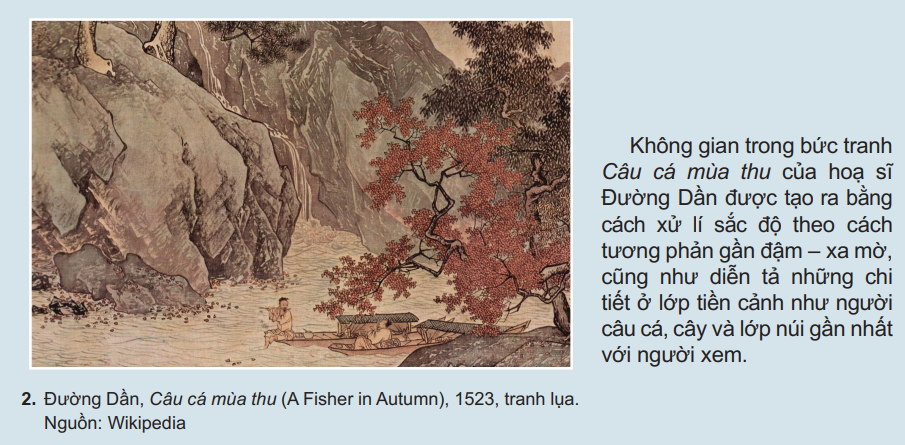 Không gian trong bức tranh
Câu cá mùa thu của hoạ sĩ
Đường Dần được tạo ra bằng
cách xử lí sắc độ theo cách
tương phản gần đậm – xa mờ,
cũng như diễn tả những chi
tiết ở lớp tiền cảnh như người
câu cá, cây và lớp núi gần nhất
với người xem.
2. Đường Dần, Câu cá mùa thu (A Fisher in Autumn), 1523, tranh lụa.
Nguồn: Wikipedia